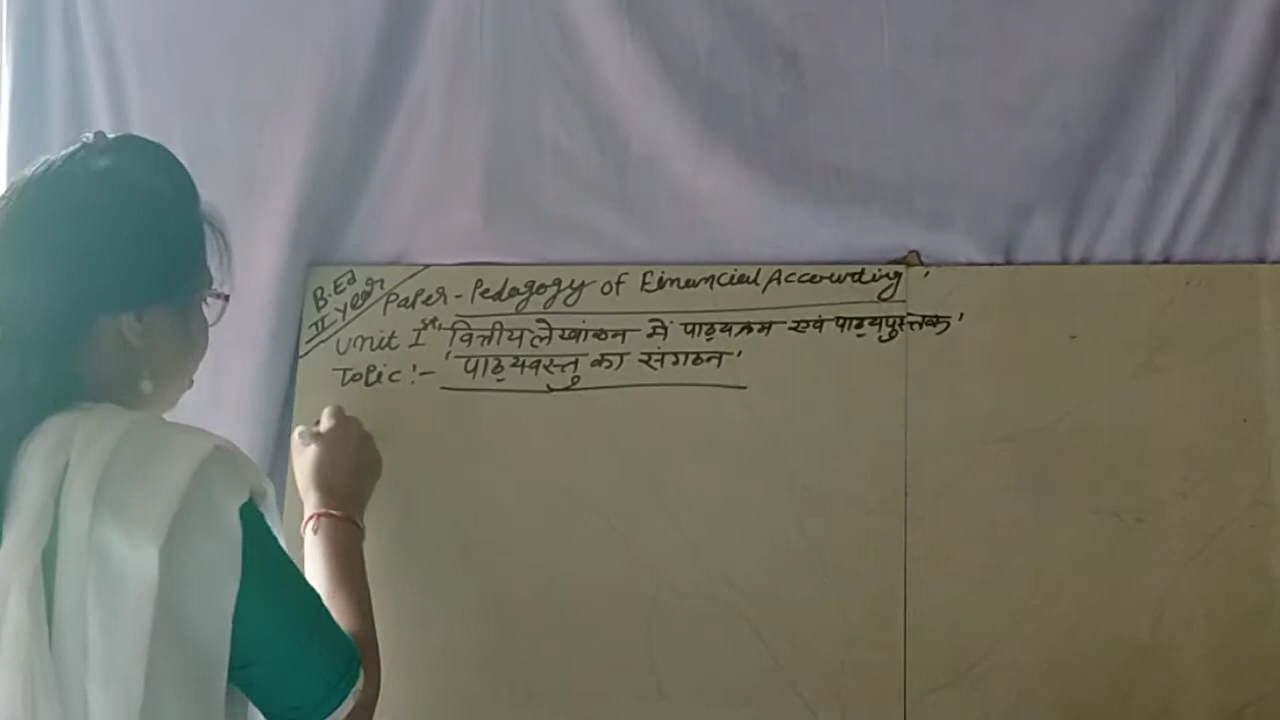 B.Ed
II year
Paper - Pedagogy of Financial Accounting'
Unit Ist 'वित्तीय लेखांकन में पाठ्यक्रम एवं पाठ्यपुस्तक'
Topic:- 'पाठ्यवस्तु का संगठन'